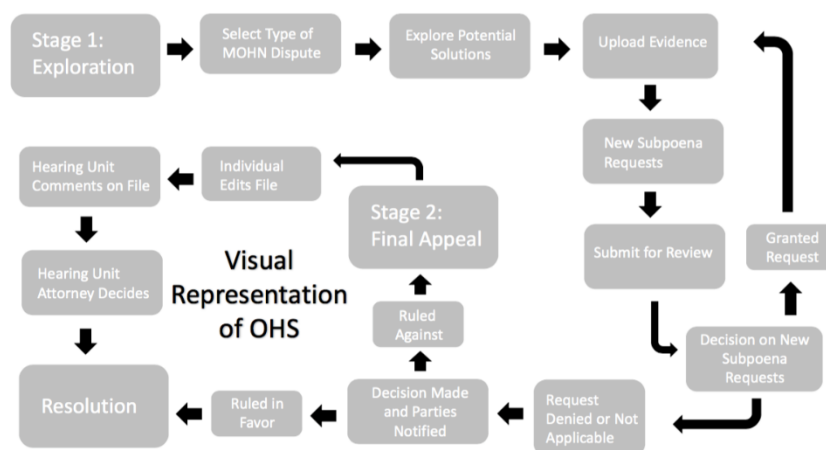 Stage 1:
Exploration
Select Type of
MOHN Dispute
Explore Potential
Solutions
Upload Evidence
New Subpoena
Requests
Submit for Review
Granted
Request
Decision on New
Subpoena
Requests
Request
Denied or Not
Applicable
Decision Made
and Parties
Notified
Ruled
Against
Stage 2:
Final Appeal
Individual
Edits File
Hearing Unit
Comments on File
Hearing Unit
Attorney Decides
Ruled in
Favor
Resolution
Visual
Representation
of OHS